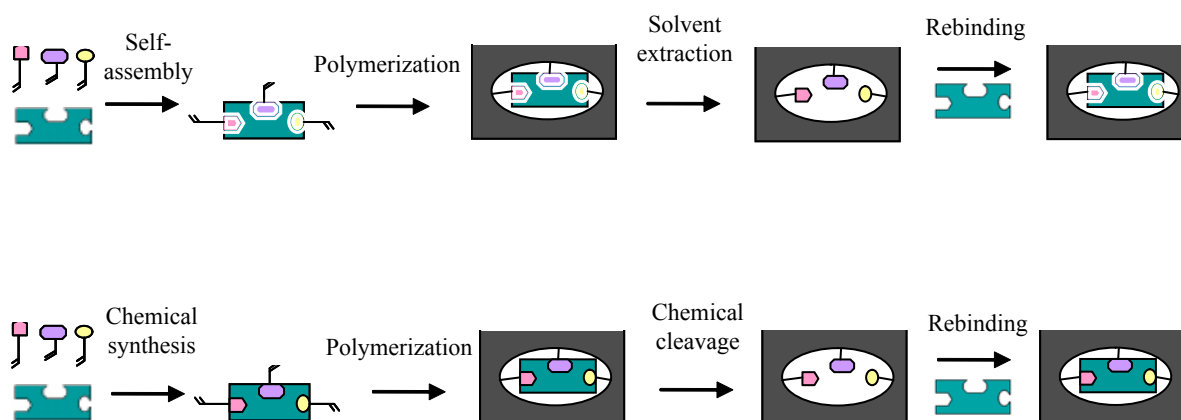 Self-
assembly
Polymerization
Solvent
extraction
Rebinding
Chemical
synthesis
Polymerization
Chemical
cleavage
Rebinding